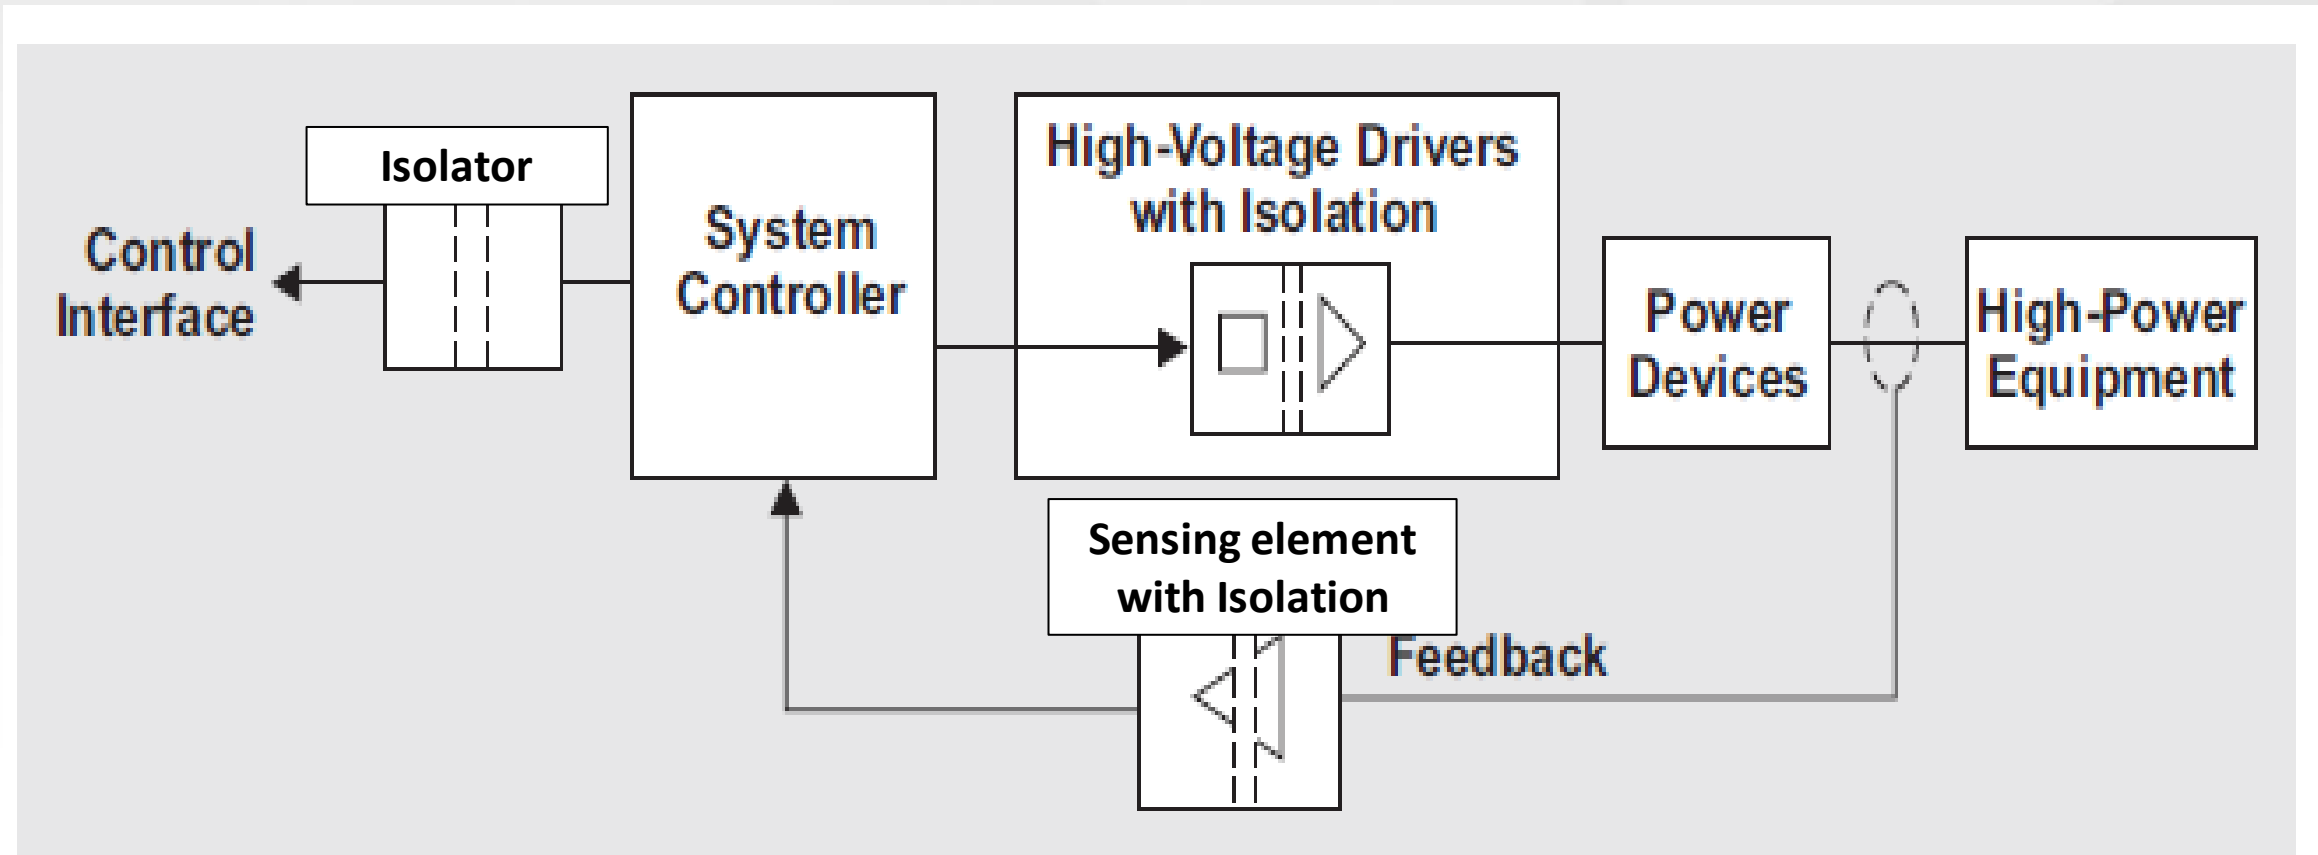 Isolator
Control
Interface
System
Controller
High-Voltage Drivers
with Isolation
Power
Devices
High-Power
Equipment
Sensing element
with Isolation
Feedback